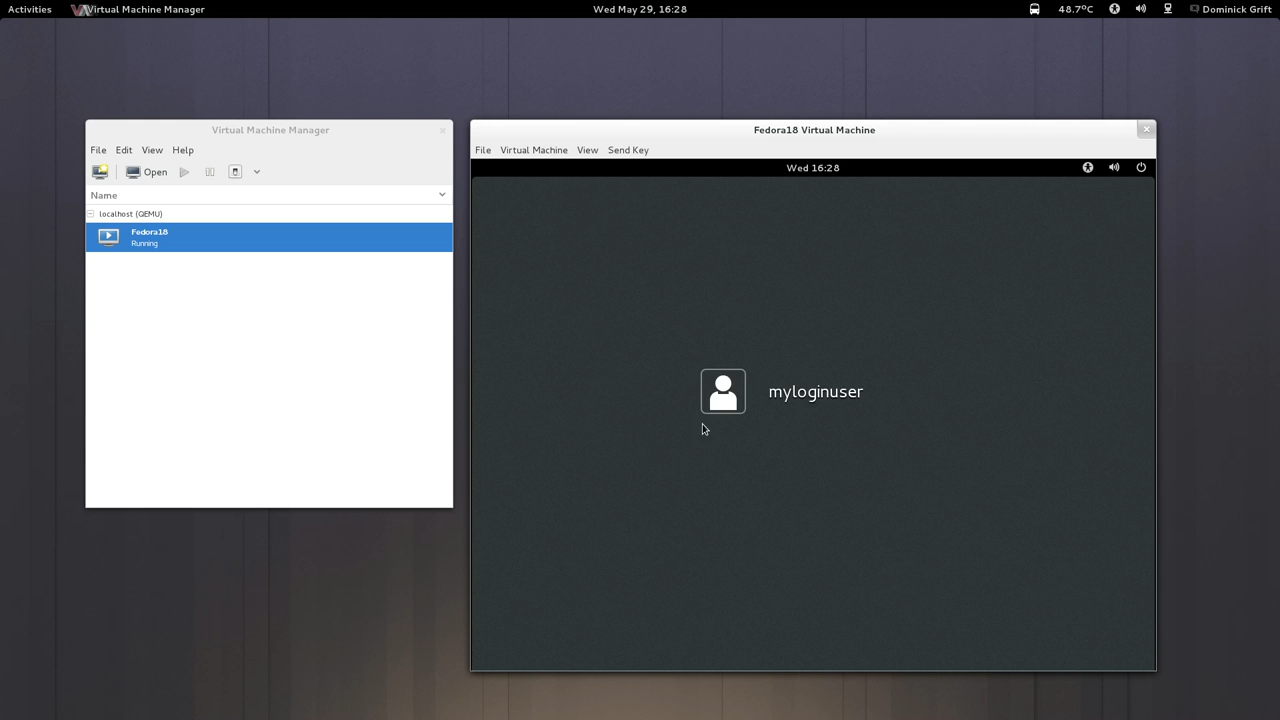 Activities Virtual Machine Manager Wed May 29, 16:28 48.7°C Dominick Grift
Virtual Machine Manager
File Edit View Help
Open
Name
localhost (QEMU)
Fedora18
Running
Fedora18 Virtual Machine
File Virtual Machine View Send Key
Wed 16:28
myloginuser